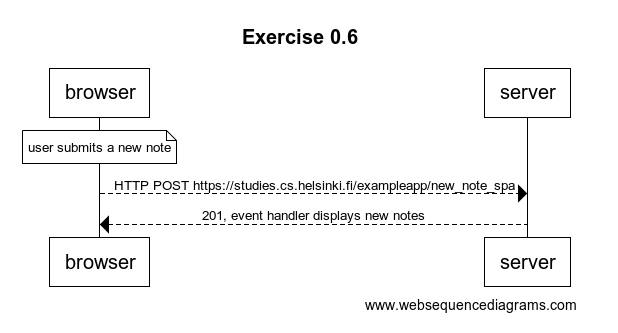 Exercise 0.6
browser
server
user submits a new note
HTTP POST https://studies.cs.helsinki.fi/exampleapp/new_note_spa
201, event handler displays new notes
browser
server
www.websequencediagrams.com